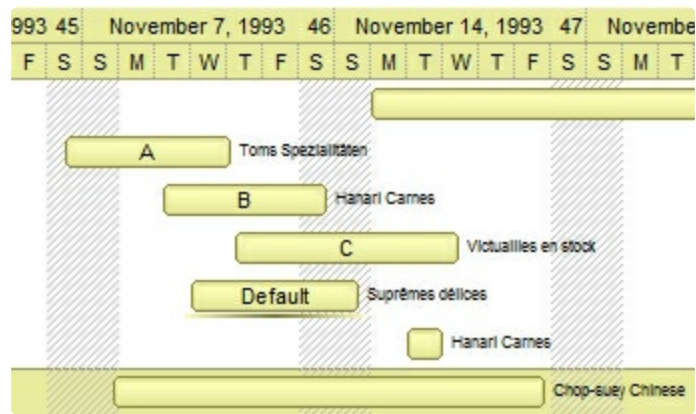 993 45 November 7, 1993 46 November 14, 1993 47 Novembe
F S S M T W T F S S M T W T F S S M T
A Toms Spezialitäten
B Hanari Carnes
C Victuailles en stock
Default Suprêmes délices
Hanari Carnes
Chop-suey Chinese